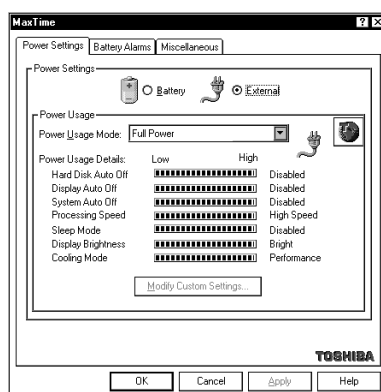 MaxTime
Power Settings Battery Alarms Miscellaneous
Power Settings
Battery External
Power Usage
Power Usage Mode: Full Power
Power Usage Details: Low High
Hard Disk Auto Off Disabled
Display Auto Off Disabled
System Auto Off Disabled
Processing Speed High Speed
Sleep Mode Disabled
Display Brightness Bright
Cooling Mode Performance
Modify Custom Settings...
TOSHIBA
OK Cancel Apply Help